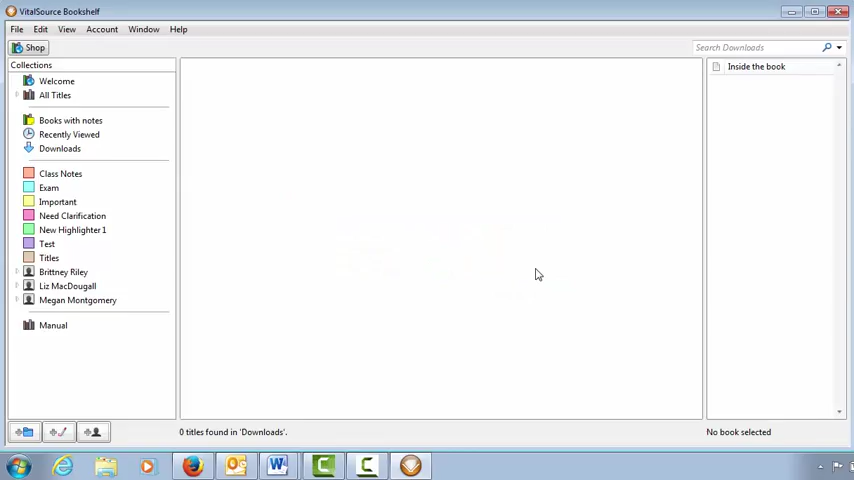 VitalSource Bookshelf
File Edit View Account Window Help
Shop
Search Downloads
Collections
Welcome
All Titles
Books with notes
Recently Viewed
Downloads
Class Notes
Exam
Important
Need Clarification
New Highlighter 1
Test
Titles
Brittney Riley
Liz MacDougall
Megan Montgomery
Manual
Inside the book
0 titles found in 'Downloads'.
No book selected